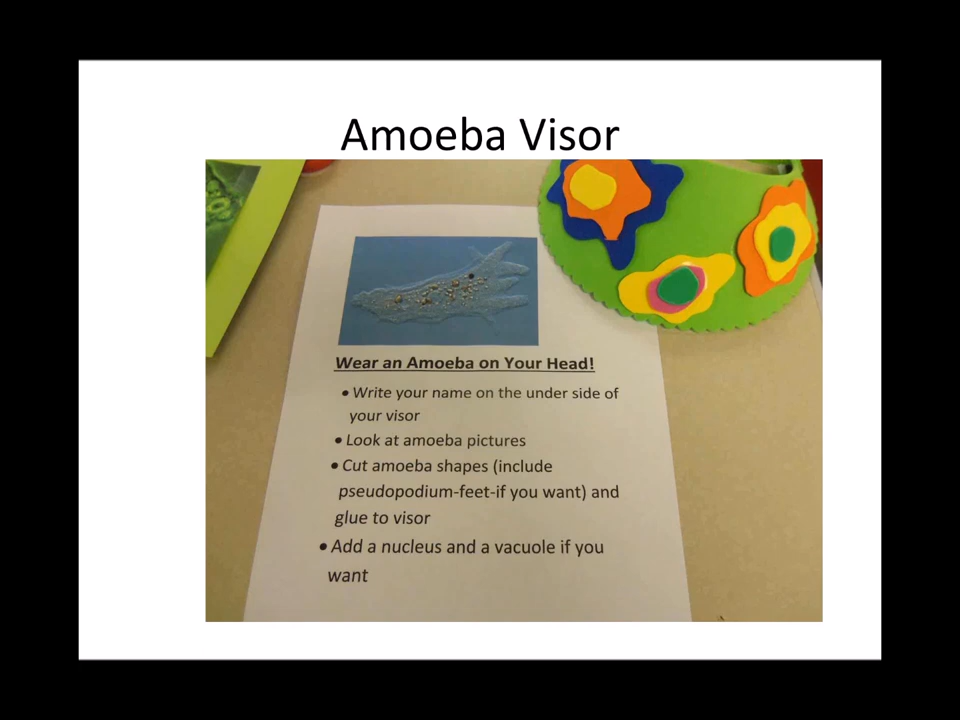 Amoeba Visor
Wear an Amoeba on Your Head!
• Write your name on the under side of
your visor
• Look at amoeba pictures
• Cut amoeba shapes (include
pseudopodium-feet-if you want) and
glue to visor
• Add a nucleus and a vacuole if you
want